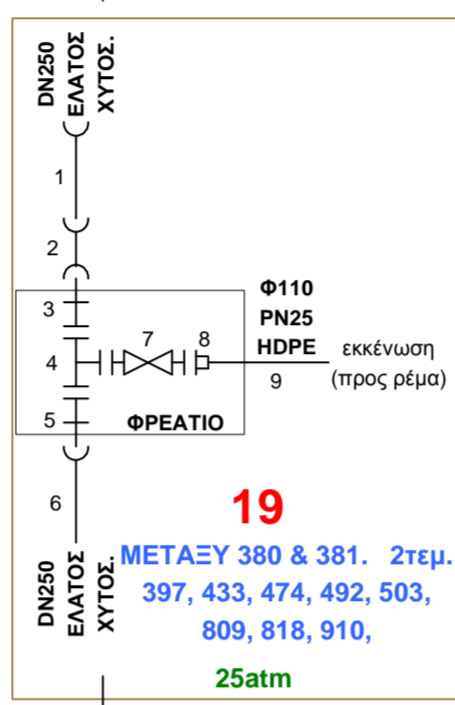 DN250
ΕΛΑΤΟΣ
ΧΥΤΟΣ.
1
2
3
4
5
6
7
8
Φ110
PN25
HDPE
9
εκκένωση
(προς ρέμα)
ΦΡΕΑΤΙΟ
DN250
ΕΛΑΤΟΣ
ΧΥΤΟΣ.
19
ΜΕΤΑΞΥ 380 & 381. 2τεμ.
397, 433, 474, 492, 503,
809, 818, 910,
25atm